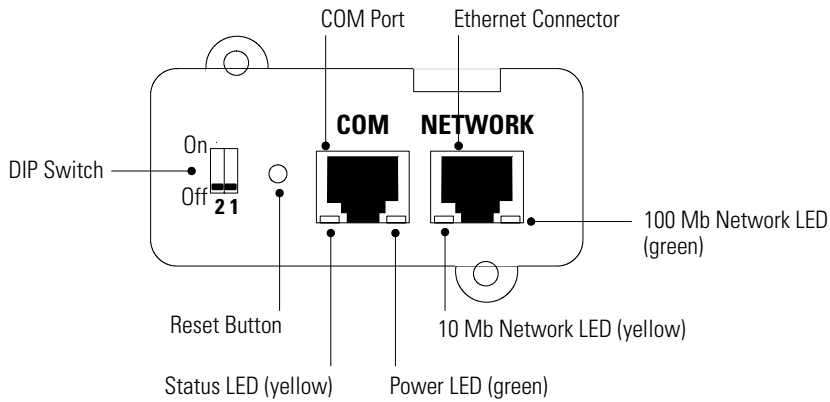 COM Port
Ethernet Connector
COM
NETWORK
On
DIP Switch
Off
2 1
100 Mb Network LED
(green)
Reset Button
10 Mb Network LED (yellow)
Status LED (yellow)
Power LED (green)